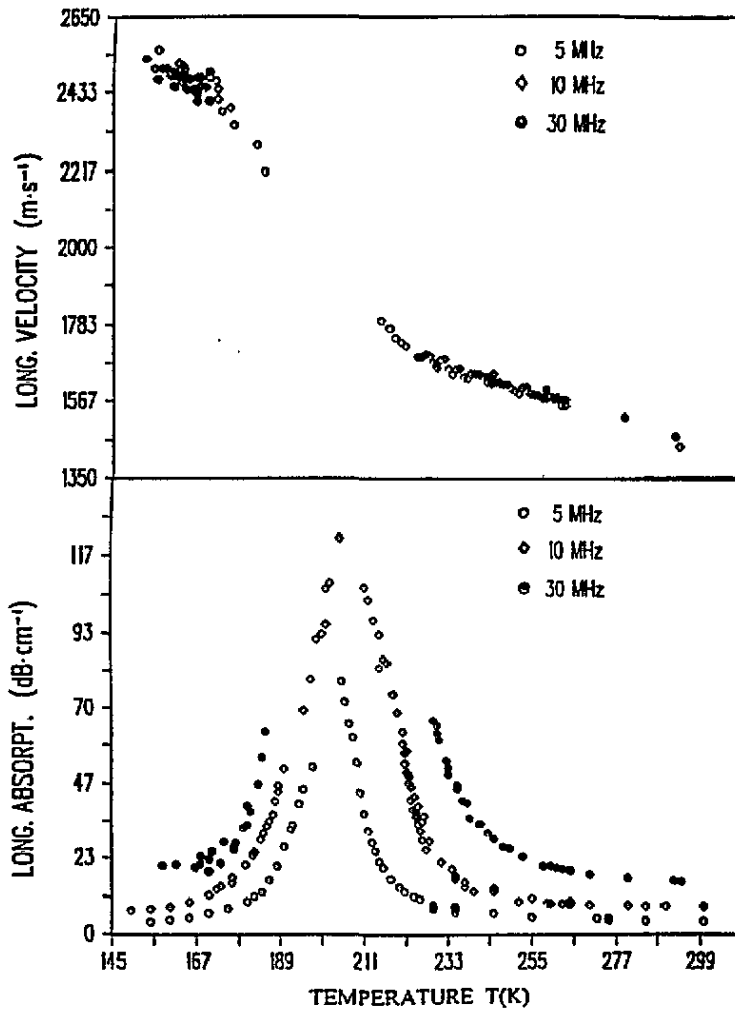 2650
2433
2217
2000
1783
1567
1350
LONG. VELOCITY (m·s⁻¹)
5 MHz
10 MHz
30 MHz
117
93
70
47
23
0
LONG. ABSORPT. (dB·cm⁻¹)
5 MHz
10 MHz
30 MHz
145 167 189 211 233 255 277 299
TEMPERATURE T(K)